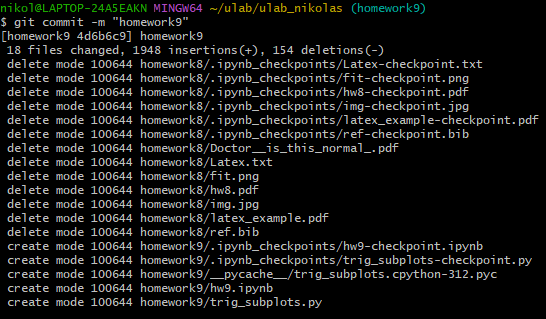 nikol@LAPTOP-24A5EAKN MINGW64 ~/ulab/ulab_nikolas (homework9)
$ git commit -m "homework9"
[homework9 4d6b6c9] homework9
18 files changed, 1948 insertions(+), 154 deletions(-)
delete mode 100644 homework8/.ipynb_checkpoints/Latex-checkpoint.txt
delete mode 100644 homework8/.ipynb_checkpoints/fit-checkpoint.png
delete mode 100644 homework8/.ipynb_checkpoints/hw8-checkpoint.pdf
delete mode 100644 homework8/.ipynb_checkpoints/img-checkpoint.jpg
delete mode 100644 homework8/.ipynb_checkpoints/latex_example-checkpoint.pdf
delete mode 100644 homework8/.ipynb_checkpoints/ref-checkpoint.bib
delete mode 100644 homework8/Doctor__is_this_normal_.pdf
delete mode 100644 homework8/Latex.txt
delete mode 100644 homework8/fit.png
delete mode 100644 homework8/hw8.pdf
delete mode 100644 homework8/img.jpg
delete mode 100644 homework8/latex_example.pdf
delete mode 100644 homework8/ref.bib
create mode 100644 homework9/.ipynb_checkpoints/hw9-checkpoint.ipynb
create mode 100644 homework9/.ipynb_checkpoints/trig_subplots-checkpoint.py
create mode 100644 homework9/__pycache__/trig_subplots.cpython-312.pyc
create mode 100644 homework9/hw9.ipynb
create mode 100644 homework9/trig_subplots.py